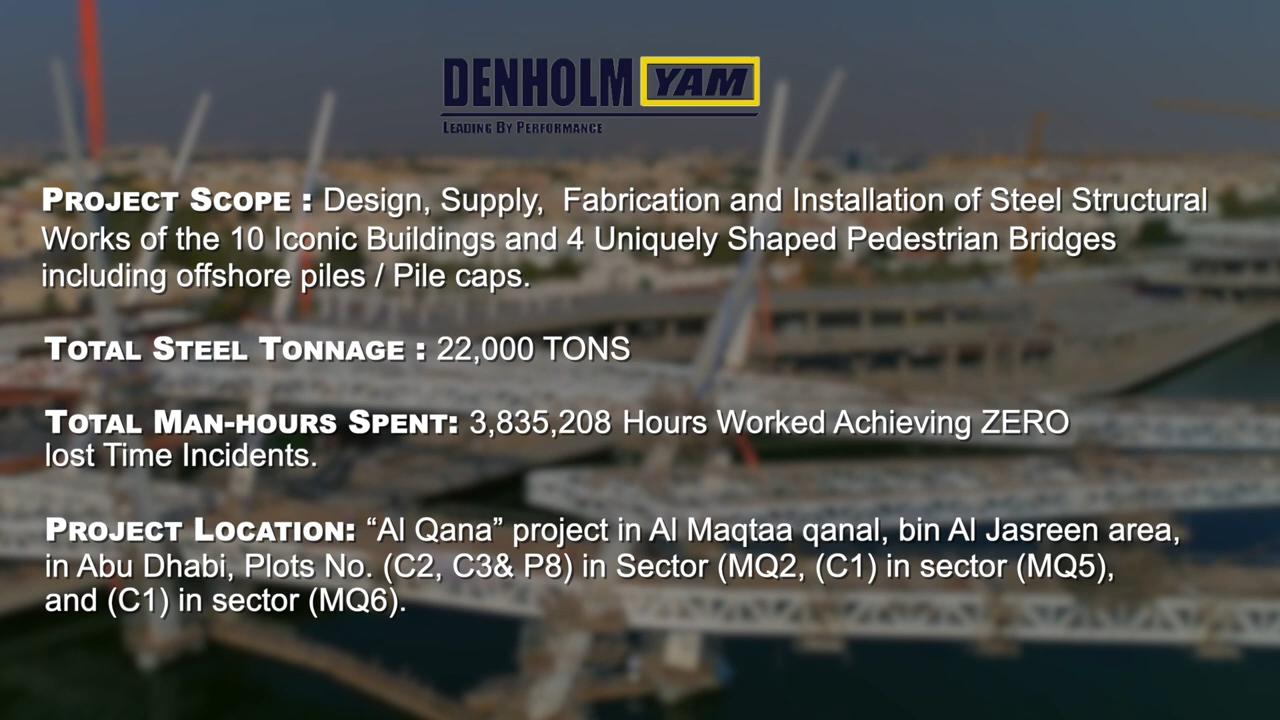 DENHOLM YAM
LEADING BY PERFORMANCE
PROJECT SCOPE : Design, Supply,  Fabrication and Installation of Steel Structural
Works of the 10 Iconic Buildings and 4 Uniquely Shaped Pedestrian Bridges
including offshore piles / Pile caps.
TOTAL STEEL TONNAGE : 22,000 TONS
TOTAL MAN-HOURS SPENT: 3,835,208 Hours Worked Achieving ZERO
lost Time Incidents.
PROJECT LOCATION: “Al Qana” project in Al Maqtaa qanal, bin Al Jasreen area,
in Abu Dhabi, Plots No. (C2, C3& P8) in Sector (MQ2, (C1) in sector (MQ5),
and (C1) in sector (MQ6).